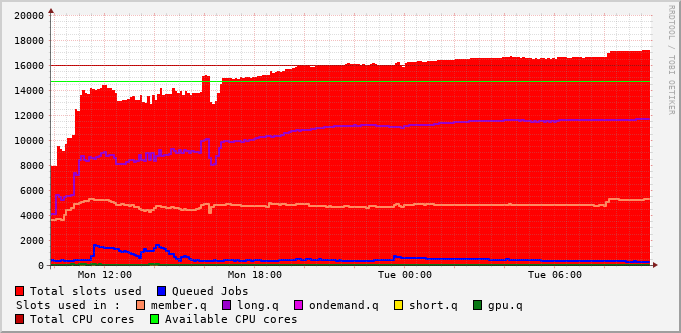 20000
18000
16000
14000
12000
10000
8000
6000
4000
2000
0
Mon 12:00 Mon 18:00 Tue 00:00 Tue 06:00
Total slots used Queued Jobs
Slots used in : member.q long.q ondemand.q short.q gpu.q
Total CPU cores Available CPU cores
RRDTOOL / TOBI OETIKER